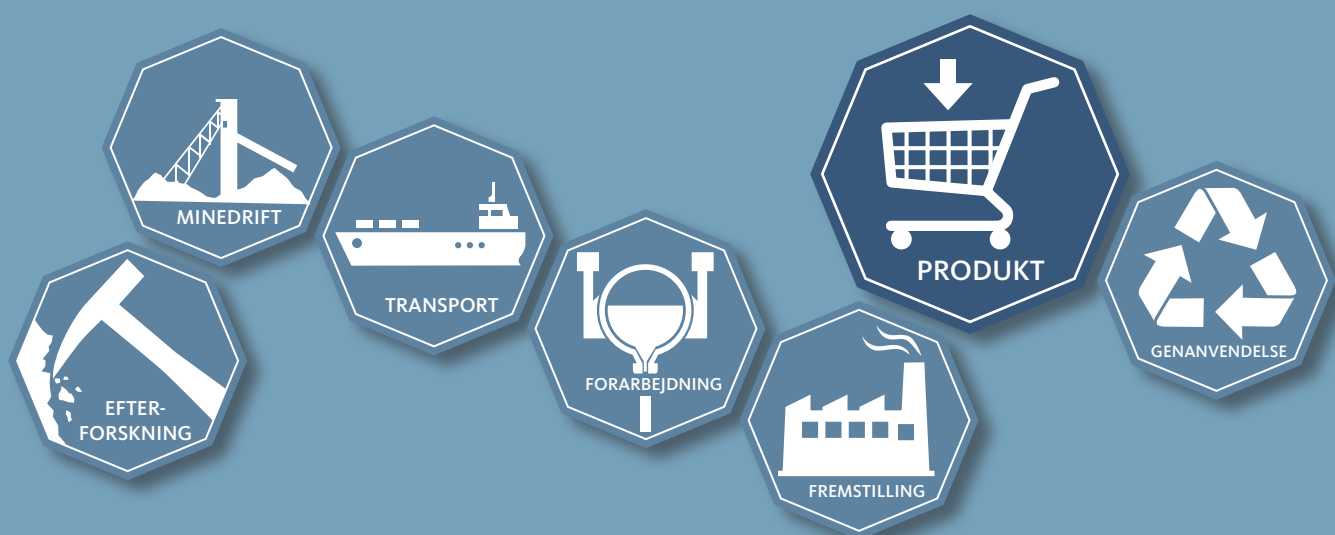 MINEDRIFT
EFTER-
FORSKNING
TRANSPORT
FORARBEJDNING
FREMSTILLING
PRODUKT
GENANVENDELSE